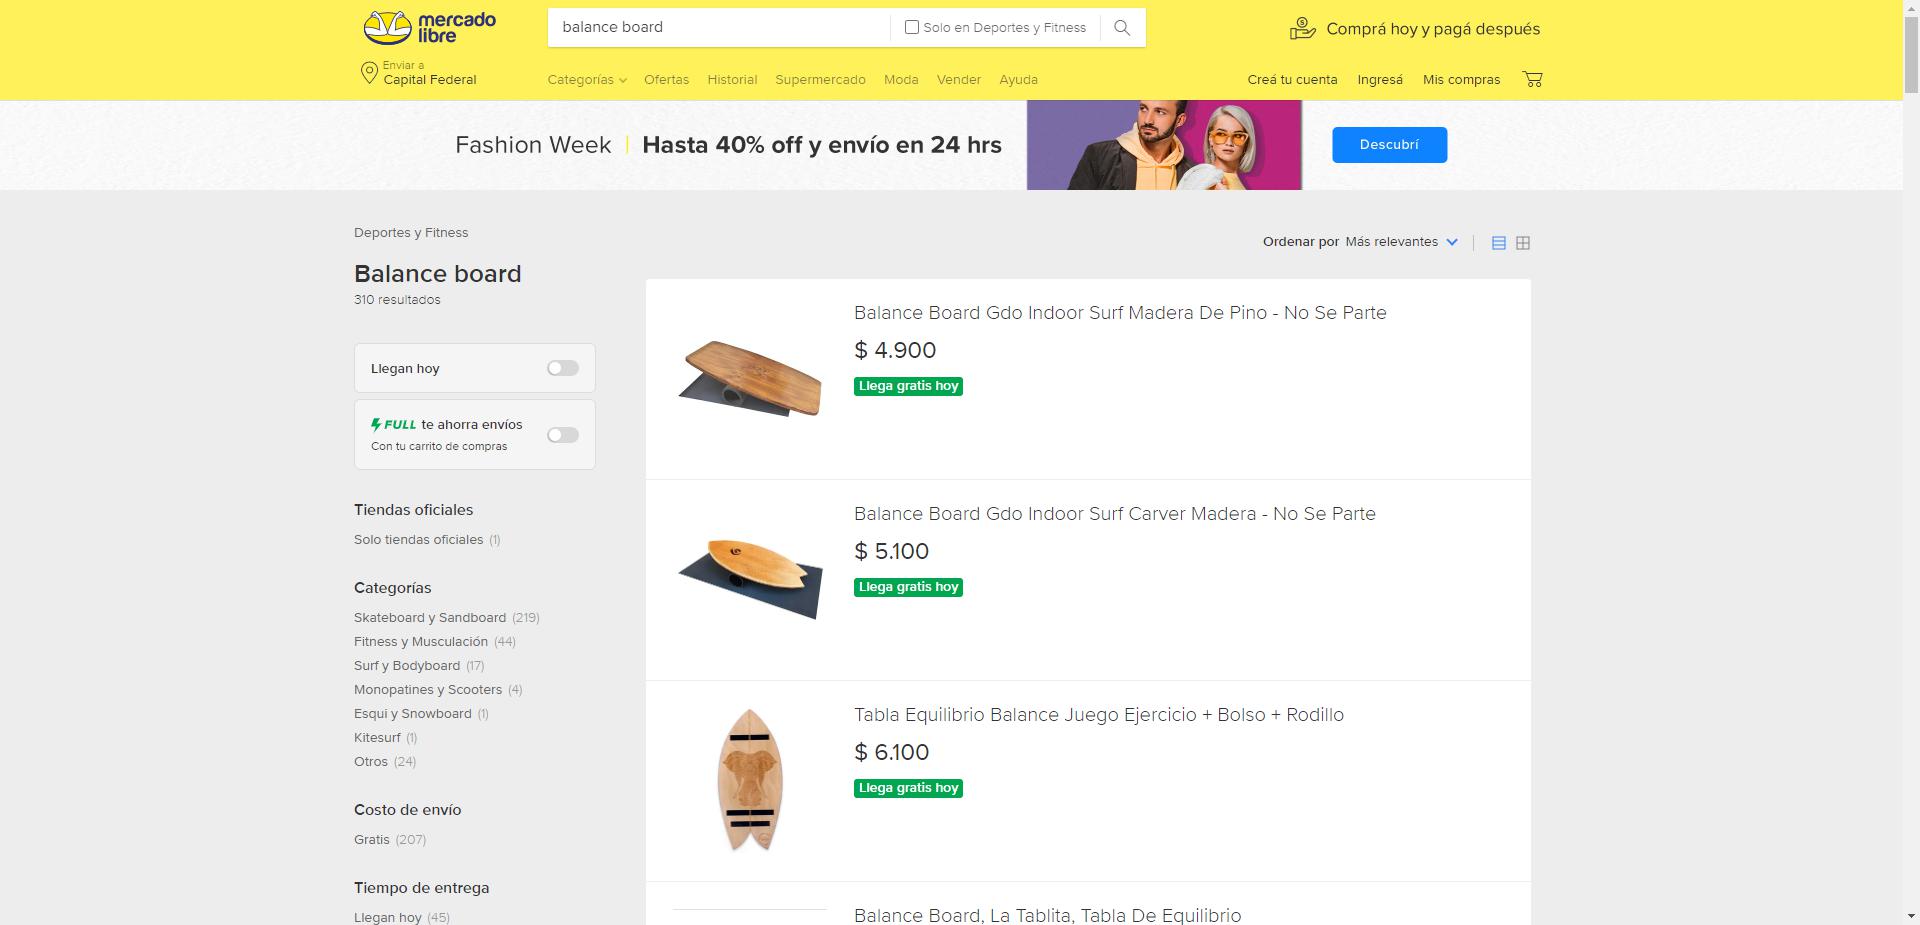 mercado
libre
balance board
Solo en Deportes y Fitness
Comprá hoy y pagá después
Enviar a
Capital Federal
Categorías Ofertas Historial Supermercado Moda Vender Ayuda
Creá tu cuenta Ingresá Mis compras
Fashion Week | Hasta 40% off y envío en 24 hrs
Descubrí
Deportes y Fitness
Balance board
310 resultados
Llegan hoy
FULL te ahorra envíos
Con tu carrito de compras
Tiendas oficiales
Solo tiendas oficiales (1)
Categorías
Skateboard y Sandboard (219)
Fitness y Musculación (44)
Surf y Bodyboard (17)
Monopatines y Scooters (4)
Esqui y Snowboard (1)
Kitesurf (1)
Otros (24)
Costo de envío
Gratis (207)
Tiempo de entrega
Llegan hoy (45)
Ordenar por Más relevantes
Balance Board Gdo Indoor Surf Madera De Pino - No Se Parte
$ 4.900
Llega gratis hoy
Balance Board Gdo Indoor Surf Carver Madera - No Se Parte
$ 5.100
Llega gratis hoy
Tabla Equilibrio Balance Juego Ejercicio + Bolso + Rodillo
$ 6.100
Llega gratis hoy
Balance Board, La Tablita, Tabla De Equilibrio